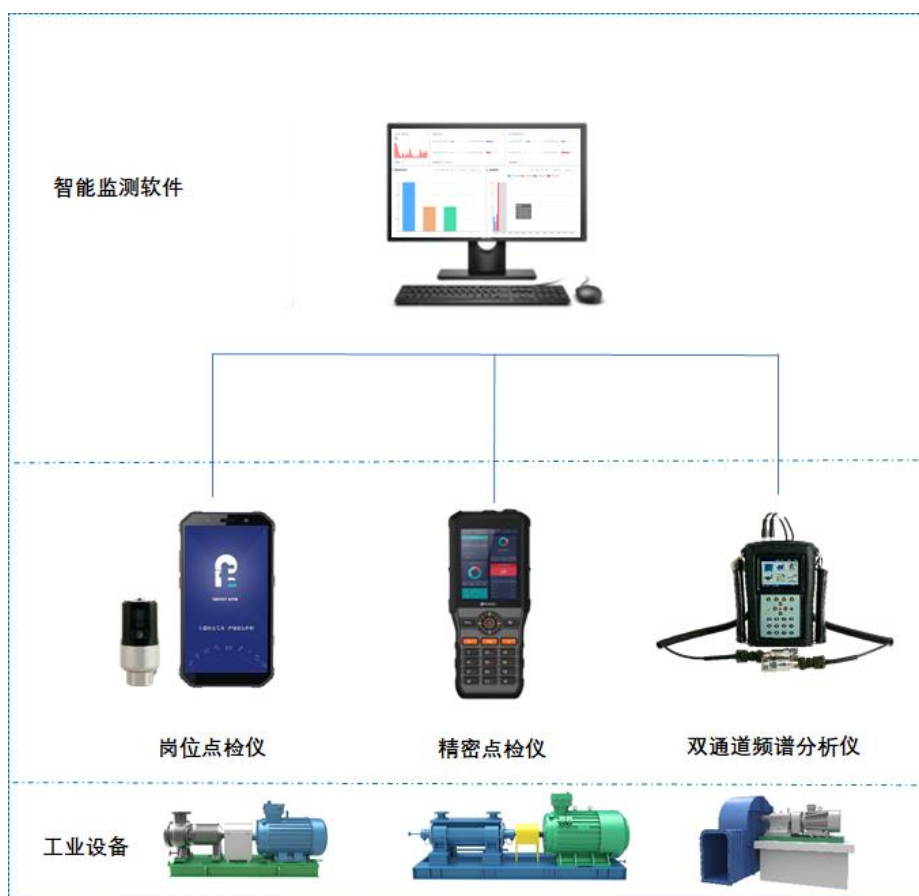 智能监测软件
岗位点检仪
精密点检仪
双通道频谱分析仪
工业设备